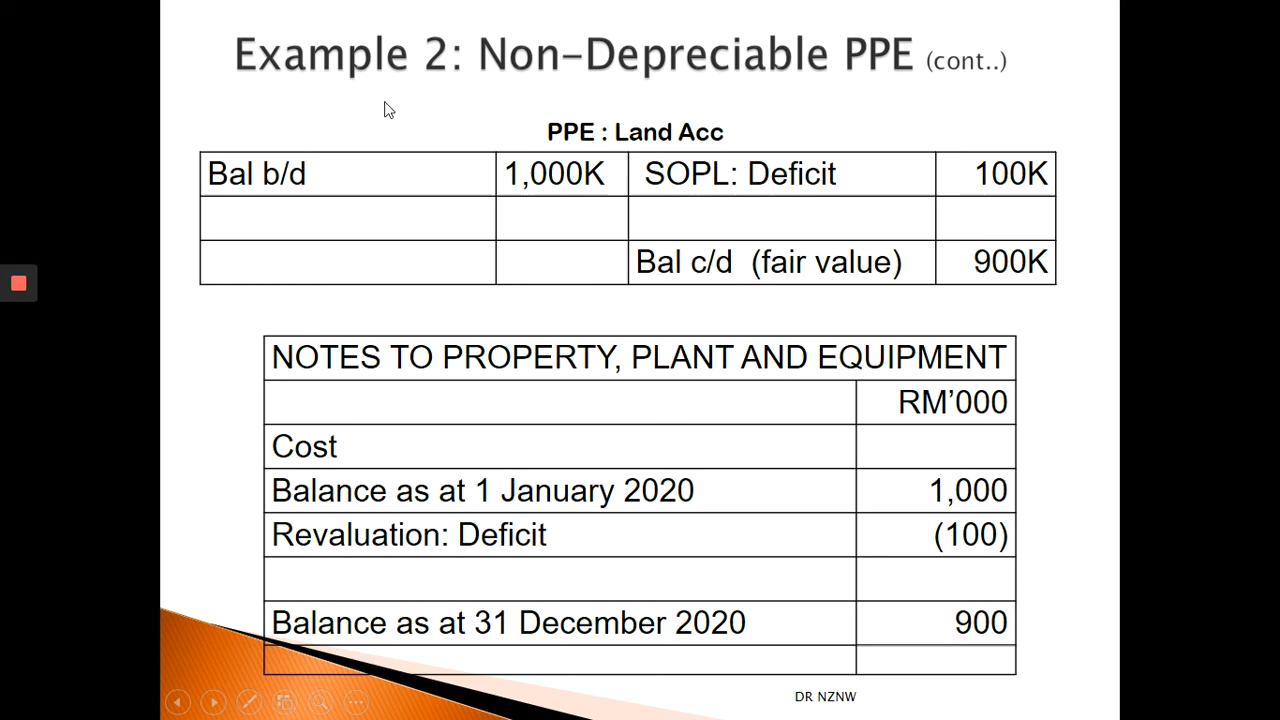 Example 2: Non-Depreciable PPE (cont..)
PPE : Land Acc
Bal b/d 1,000K SOPL: Deficit 100K
Bal c/d (fair value) 900K
NOTES TO PROPERTY, PLANT AND EQUIPMENT
RM’000
Cost
Balance as at 1 January 2020 1,000
Revaluation: Deficit (100)
Balance as at 31 December 2020 900
DR NZNW